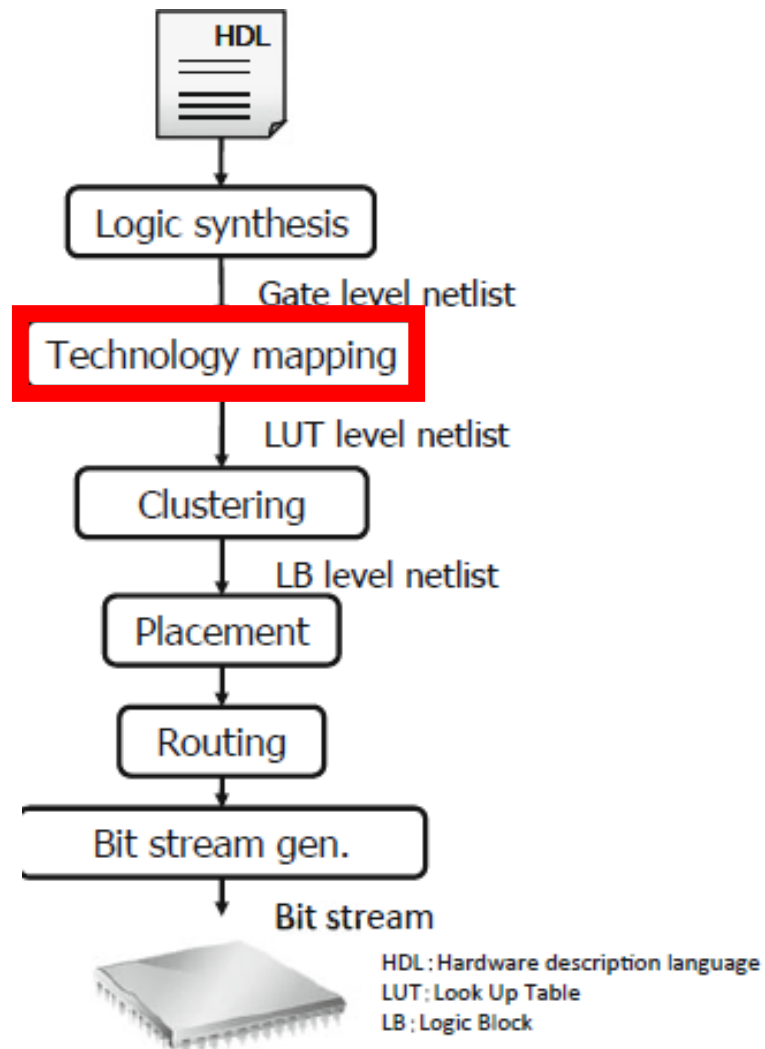 HDL
Logic synthesis
Gate level netlist
Technology mapping
LUT level netlist
Clustering
LB level netlist
Placement
Routing
Bit stream gen.
Bit stream
HDL : Hardware description language
LUT : Look Up Table
LB : Logic Block